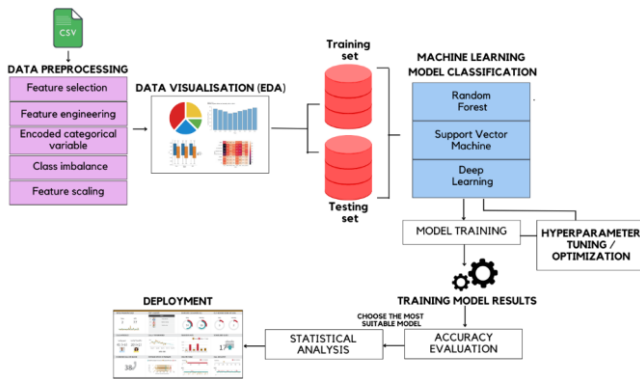 CSV
DATA PREPROCESSING
Feature selection
Feature engineering
Encoded categorical
variable
Class imbalance
Feature scaling
DATA VISUALISATION (EDA)
Training
set
Testing
set
MACHINE LEARNING
MODEL CLASSIFICATION
Random
Forest
Support Vector
Machine
Deep
Learning
MODEL TRAINING
HYPERPARAMETER
TUNING /
OPTIMIZATION
TRAINING MODEL RESULTS
ACCURACY
EVALUATION
CHOOSE THE MOST
SUITABLE MODEL
STATISTICAL
ANALYSIS
DEPLOYMENT